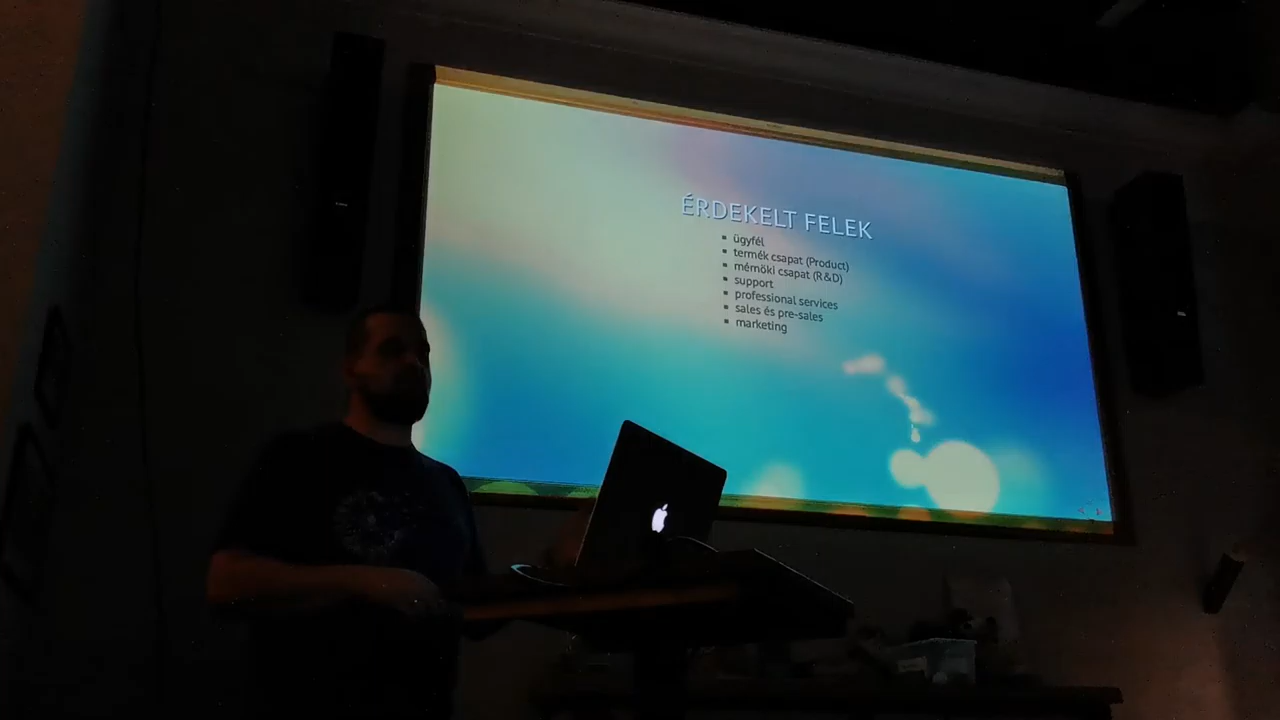 ÉRDEKELT FELEK
ügyfél
termék csapat (Product)
mérnöki csapat (R&D)
support
professional services
sales és pre-sales
marketing